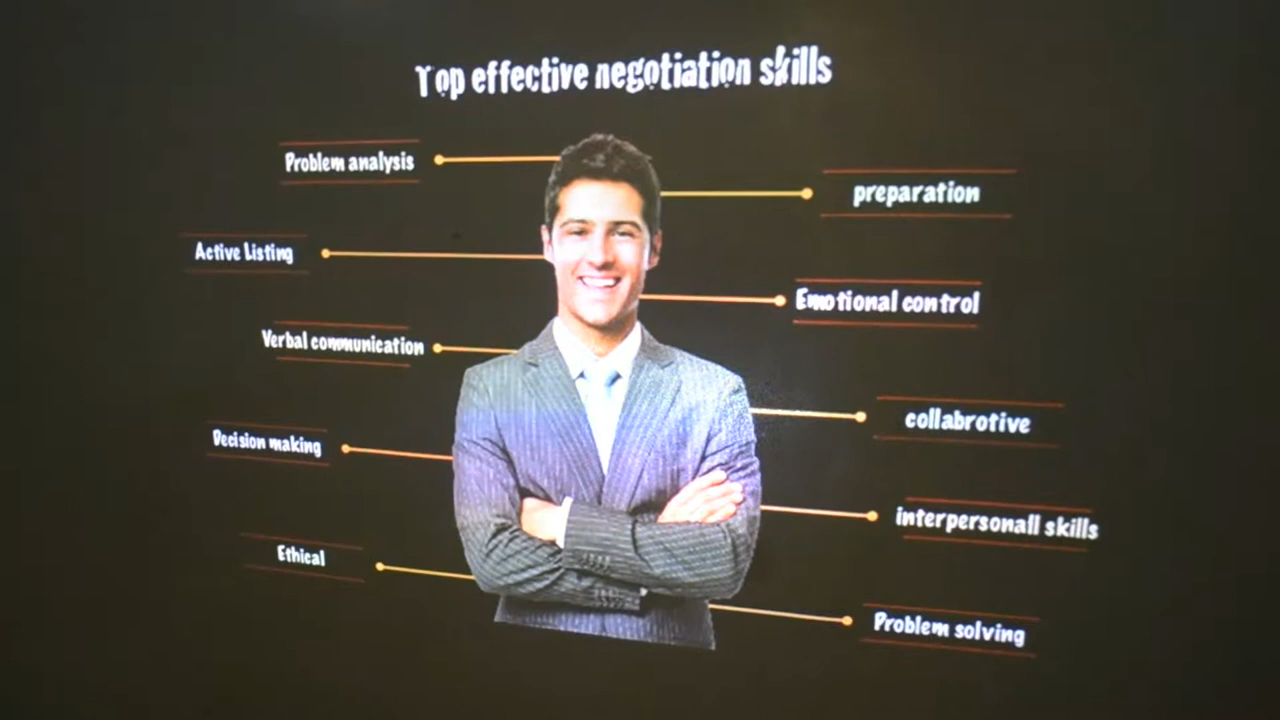 Top effective negotiation skills
Problem analysis
preparation
Active Listing
Emotional control
Verbal communication
collabrotive
Decision making
interpersonall skills
Ethical
Problem solving